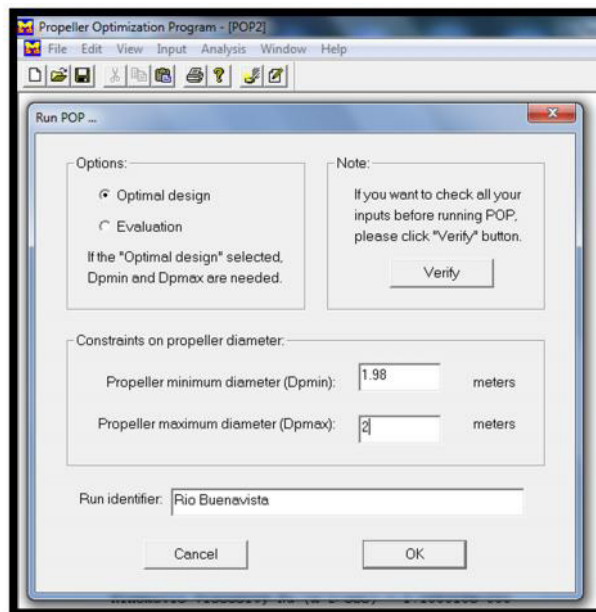 Propeller Optimization Program - [POP2]
File Edit View Input Analysis Window Help
Run POP ...
Options:
Optimal design
Evaluation
If the "Optimal design" selected,
Dpmin and Dpmax are needed.
Note:
If you want to check all your
inputs before running POP,
please click "Verify" button.
Verify
Constraints on propeller diameter:
Propeller minimum diameter (Dpmin): 1.98 meters
Propeller maximum diameter (Dpmax): 2 meters
Run identifier: Rio Buenavista
Cancel OK